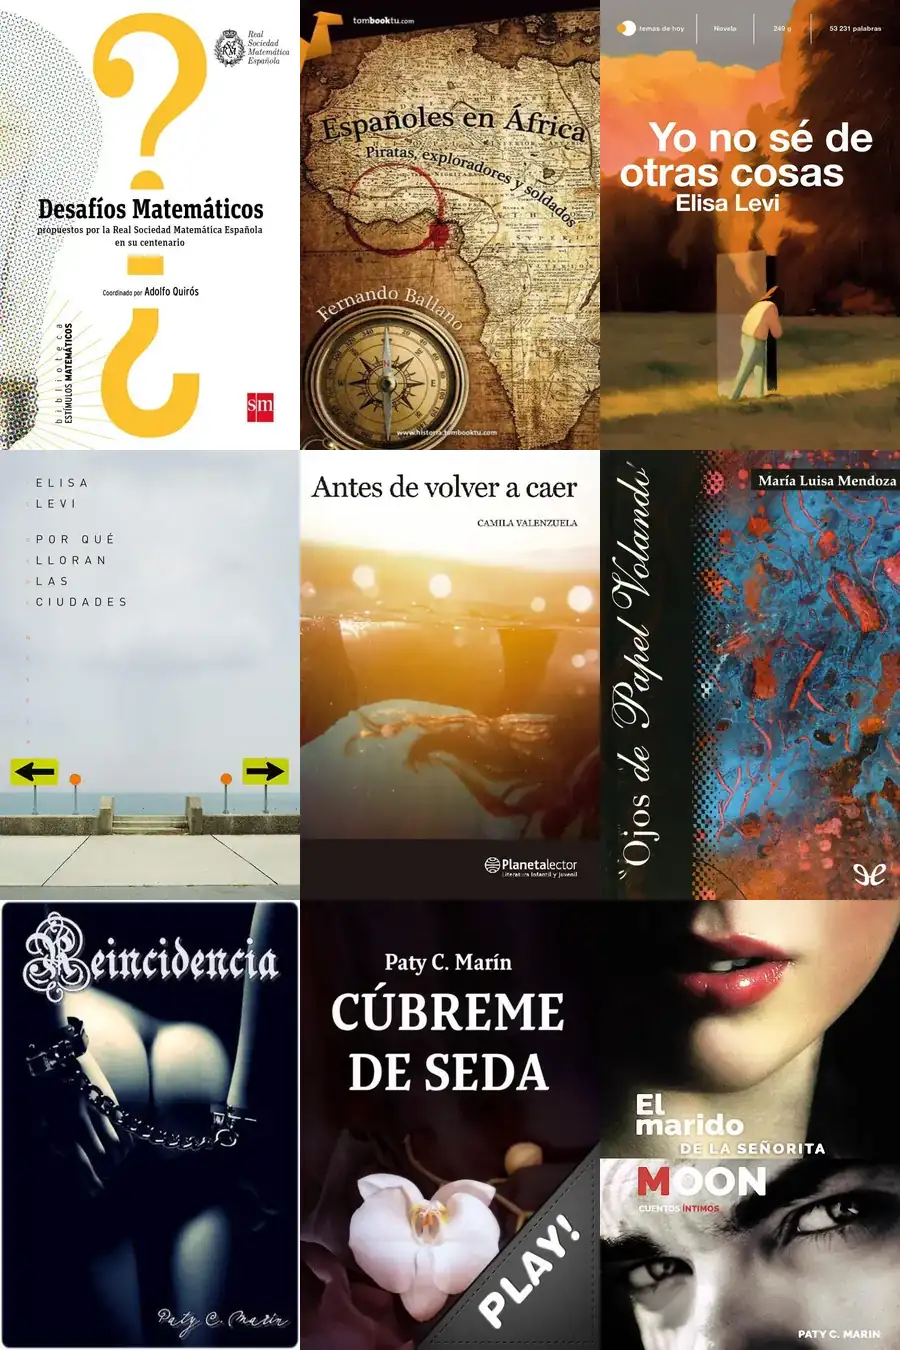 Real
Sociedad
Matemática
Española
Desafíos Matemáticos
propuestos por la Real Sociedad Matemática Española
en su centenario
Coordinado por Adolfo Quirós
biblioteca
ESTÍMULOS MATEMÁTICOS
sm
tombooktu.com
Españoles en África
Piratas, exploradores y soldados
Fernando Ballano
www.historia.tombooktu.com
temas de hoy
Novela
249 g
53 231 palabras
Yo no sé de
otras cosas
Elisa Levi
ELISA
LEVI
POR QUÉ
LLORAN
LAS
CIUDADES
Antes de volver a caer
CAMILA VALENZUELA
Planetalector
Literatura Infantil y Juvenil
María Luisa Mendoza
"Ojos de Papel Volando"
Reincidencia
Paty C. Marín
Paty C. Marín
CÚBREME
DE SEDA
PLAY!
El
marido
DE LA SEÑORITA
MOON
CUENTOS ÍNTIMOS
PATY C. MARIN